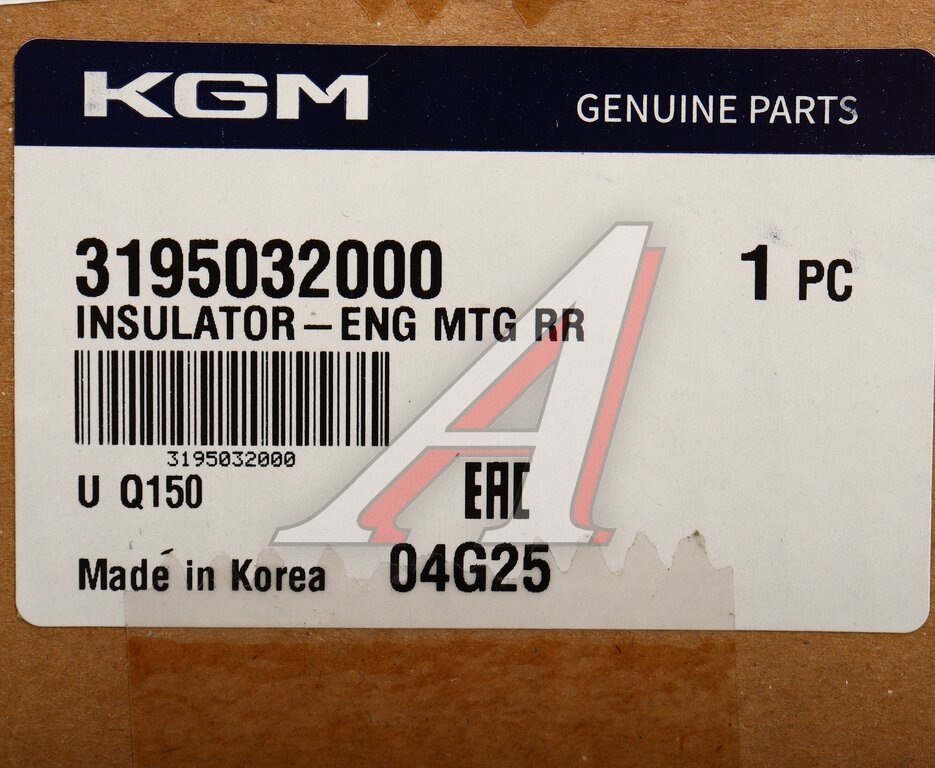 KGM
GENUINE PARTS
3195032000
1 PC
INSULATOR-ENG MTG RR
3195032000
U Q150
EAC
Made in Korea
04G25